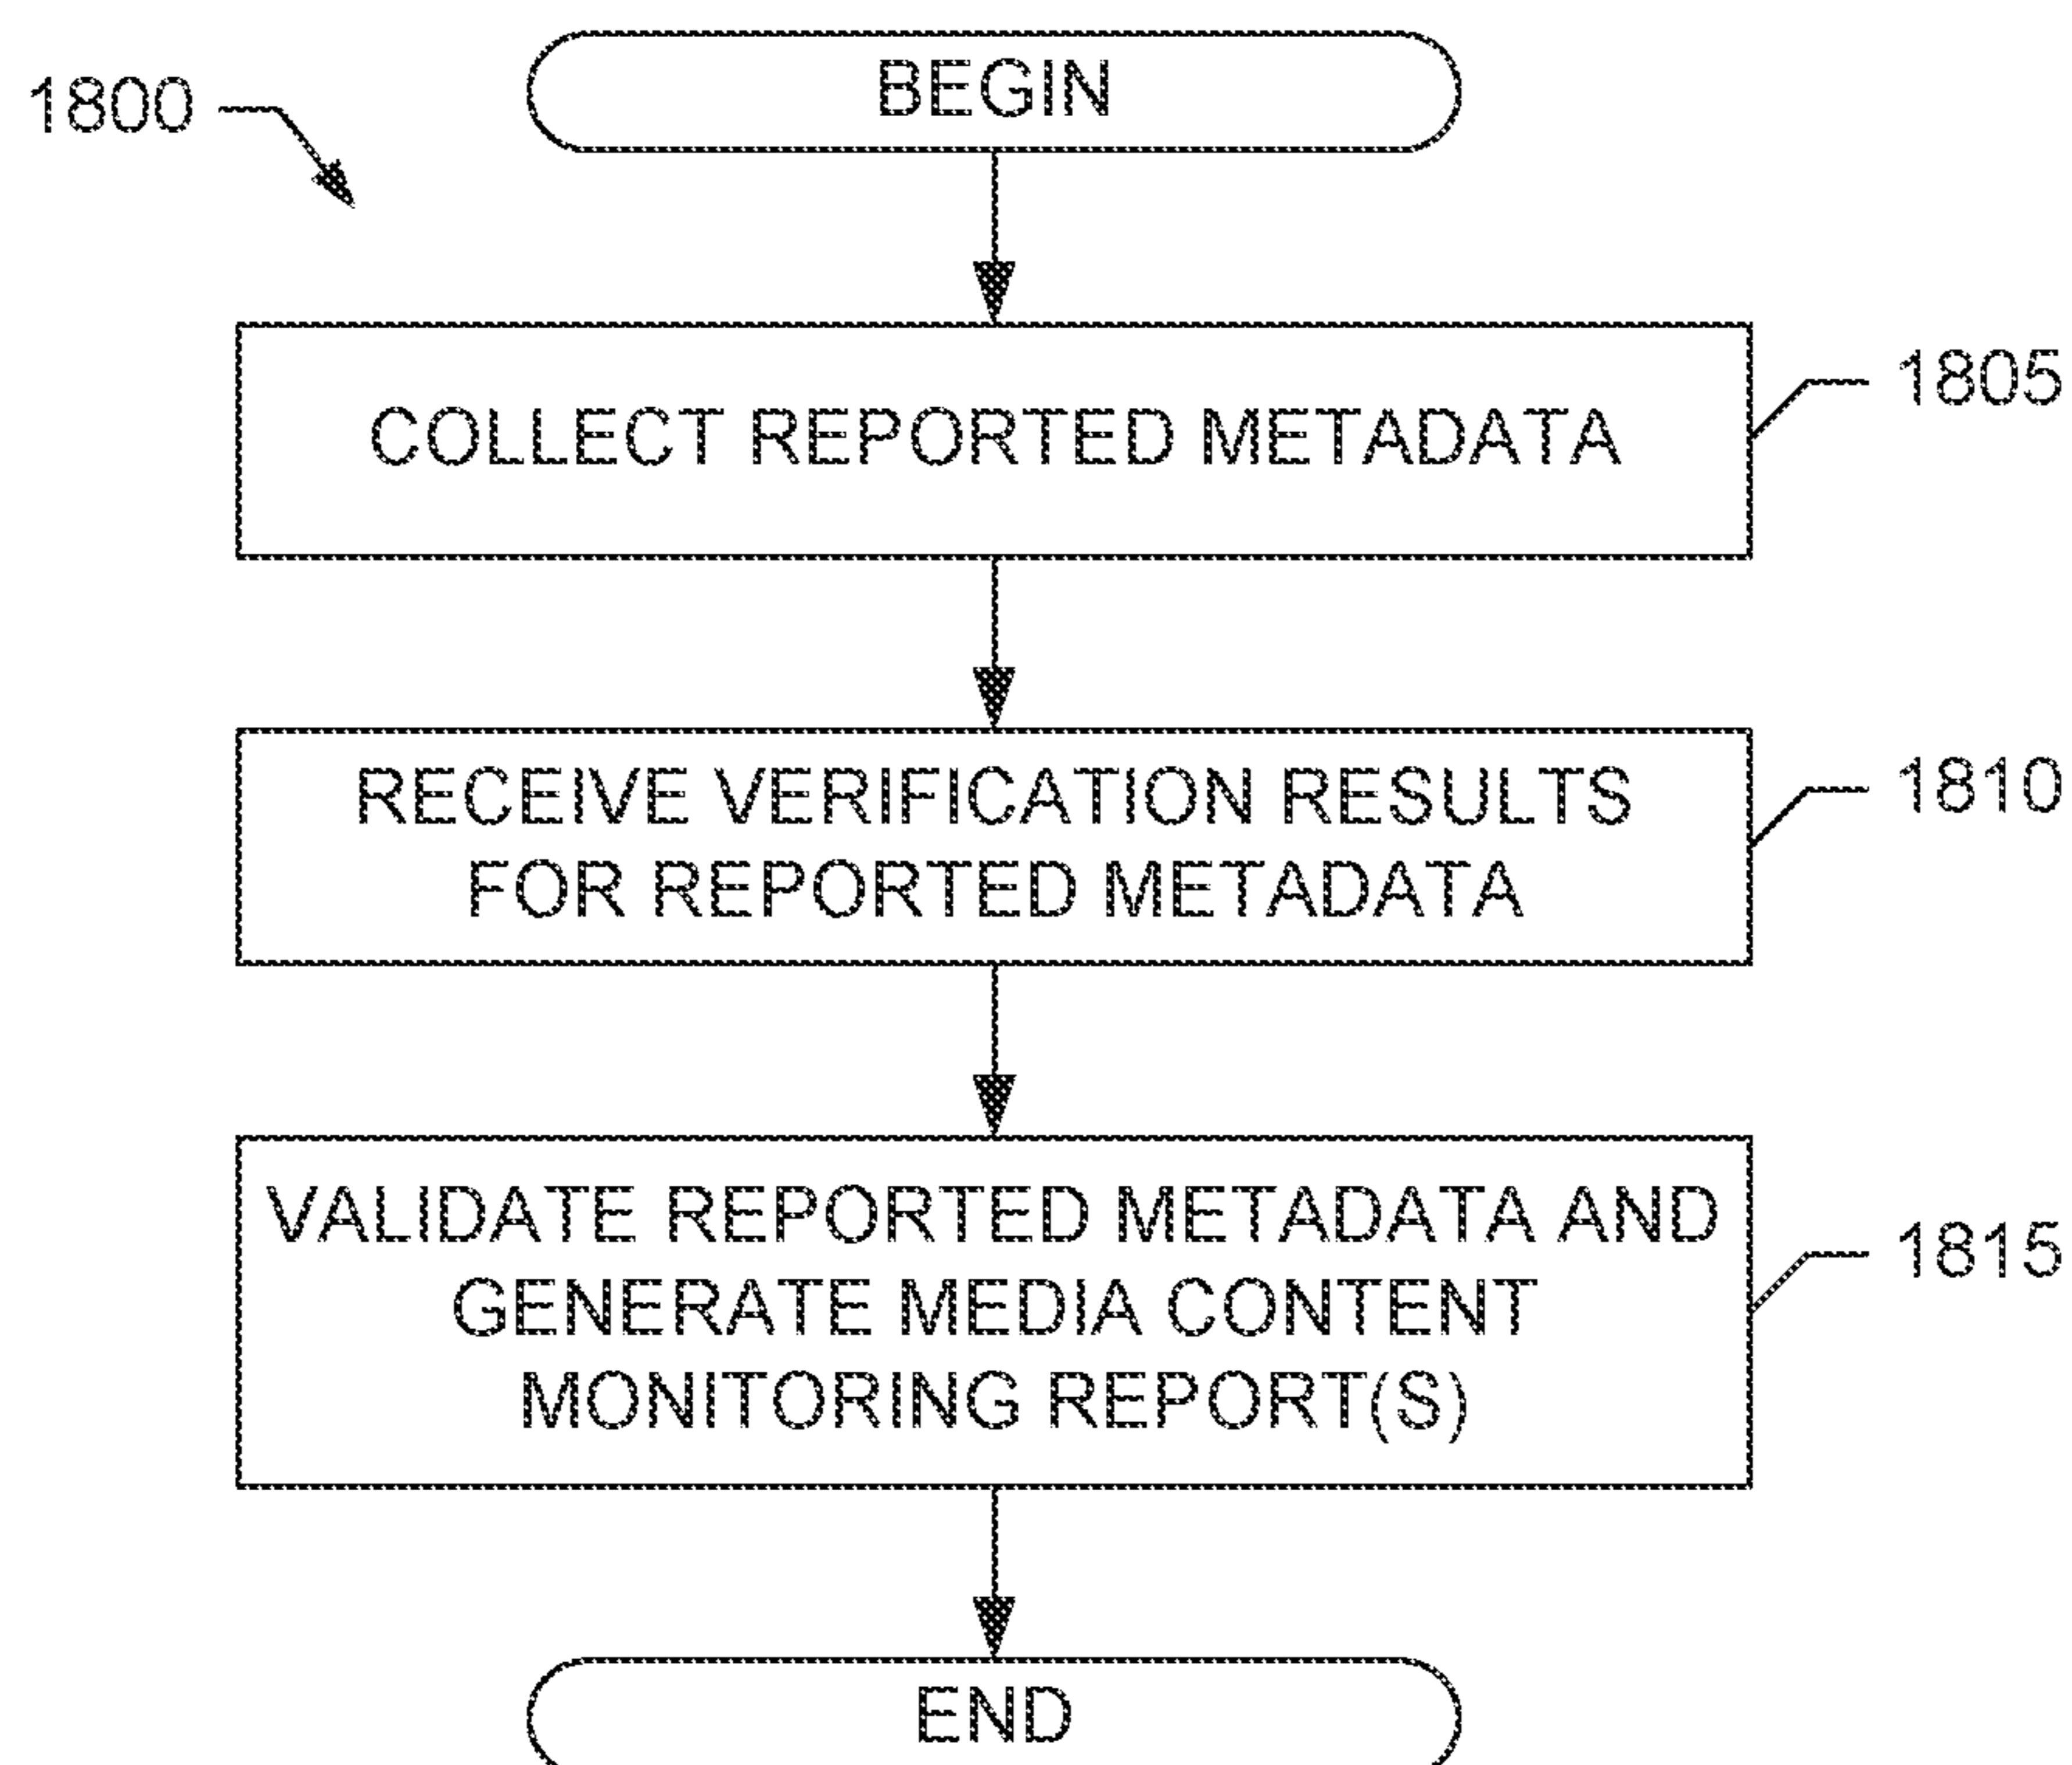 1800
BEGIN
COLLECT REPORTED METADATA
1805
RECEIVE VERIFICATION RESULTS
FOR REPORTED METADATA
1810
VALIDATE REPORTED METADATA AND
GENERATE MEDIA CONTENT
MONITORING REPORT(S)
1815
END